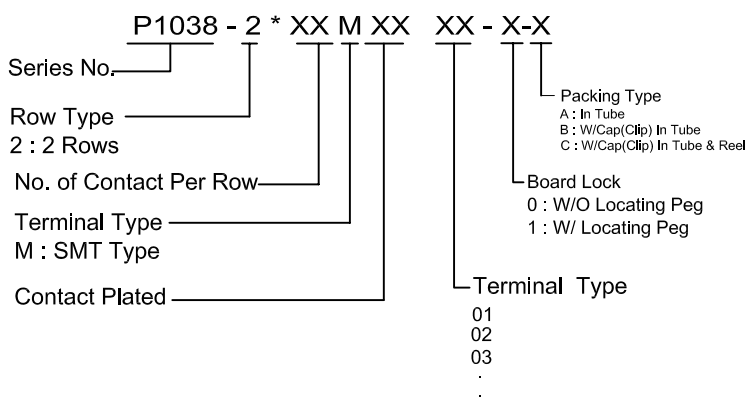 P1038 - 2 * XX M XX XX - X-X
Series No.
Row Type
2 : 2 Rows
No. of Contact Per Row
Terminal Type
M : SMT Type
Contact Plated
Packing Type
A : In Tube
B : W/Cap(Clip) In Tube
C : W/Cap(Clip) In Tube & Reel
Board Lock
0 : W/O Locating Peg
1 : W/ Locating Peg
Terminal Type
01
02
03
.
.